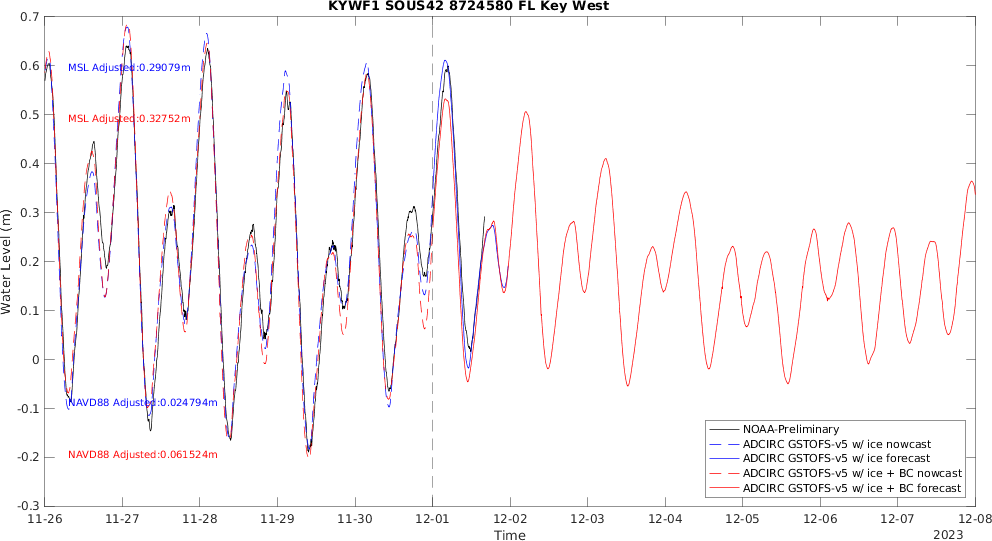 KYWF1 SOUS42 8724580 FL Key West
0.7
0.6
0.5
0.4
0.3
0.2
0.1
0
-0.1
-0.2
-0.3
Water Level (m)
MSL Adjusted:0.29079m
MSL Adjusted:0.32752m
NAVD88 Adjusted:0.024794m
NAVD88 Adjusted:0.061524m
NOAA-Preliminary
ADCIRC GSTOFS-v5 w/ ice nowcast
ADCIRC GSTOFS-v5 w/ ice forecast
ADCIRC GSTOFS-v5 w/ ice + BC nowcast
ADCIRC GSTOFS-v5 w/ ice + BC forecast
11-26 11-27 11-28 11-29 11-30 12-01 12-02 12-03 12-04 12-05 12-06 12-07 12-08
Time
2023